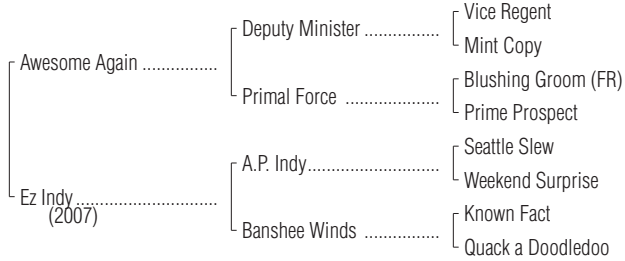 Vice Regent
Deputy Minister ................
Mint Copy
Awesome Again ................
Blushing Groom (FR)
Primal Force ....................
Prime Prospect
Seattle Slew
A.P. Indy............................
Weekend Surprise
Ez Indy..............................
(2007)
Known Fact
Banshee Winds ................
Quack a Doodledoo